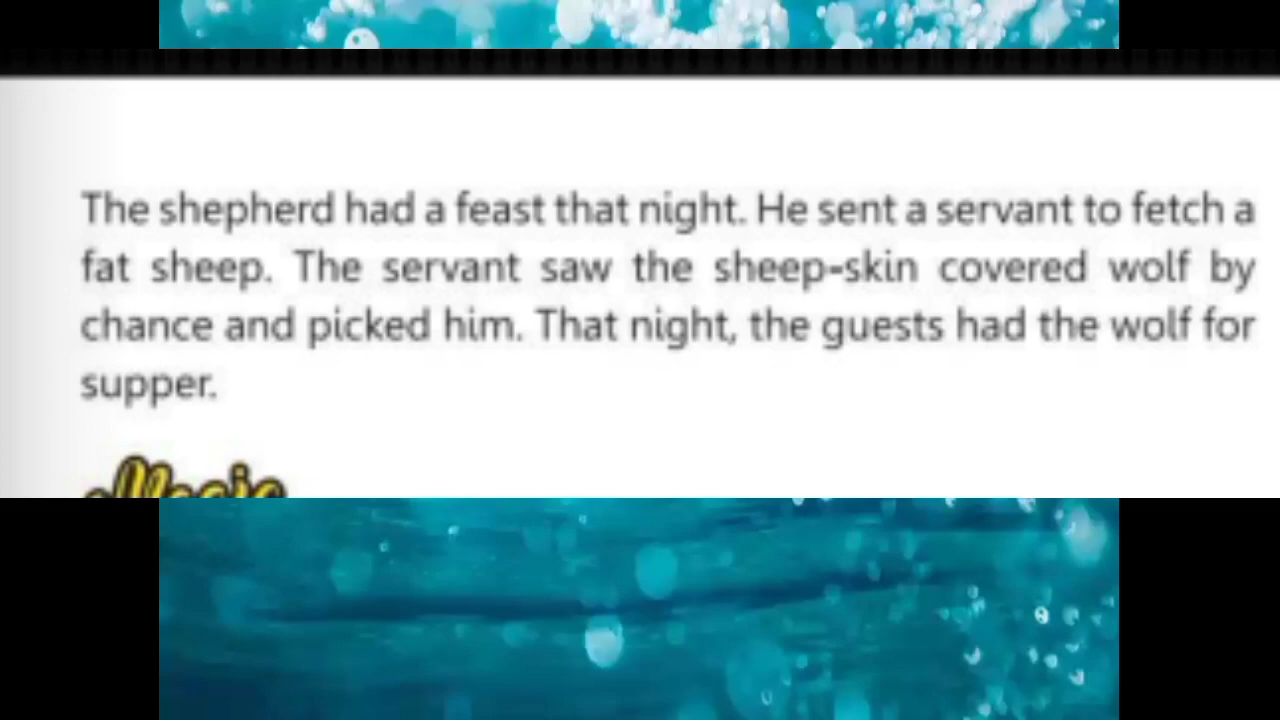 The shepherd had a feast that night. He sent a servant to fetch a
fat sheep. The servant saw the sheep-skin covered wolf by
chance and picked him. That night, the guests had the wolf for
supper.
Magic